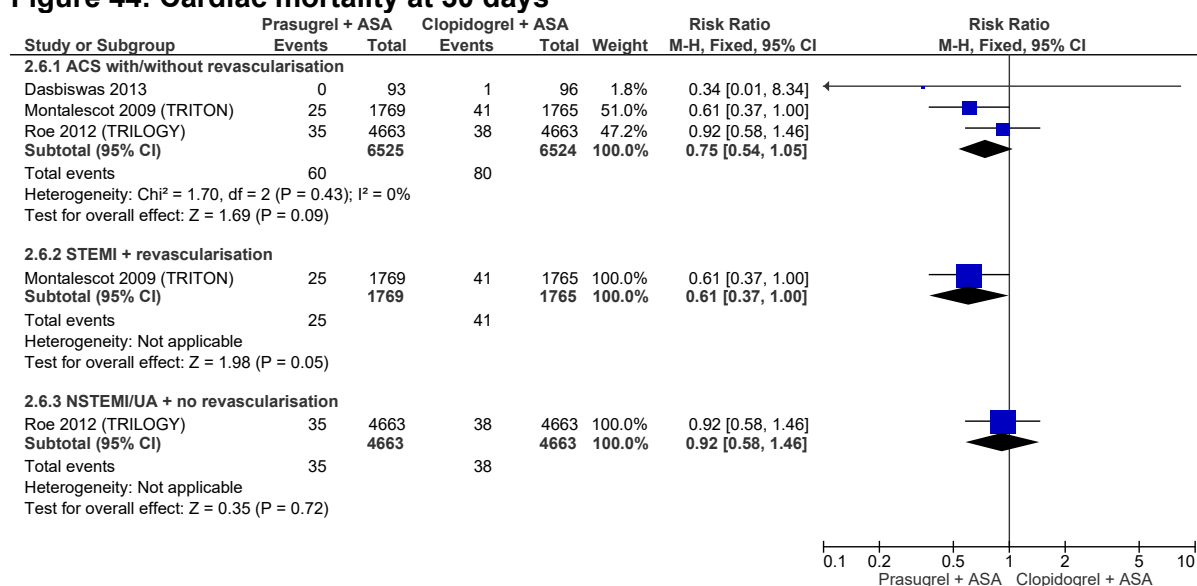 Figure 44: Cardiac mortality at 30 days
Prasugrel + ASA Clopidogrel + ASA Risk Ratio Risk Ratio
Study or Subgroup Events Total Events Total Weight M-H, Fixed, 95% CI M-H, Fixed, 95% CI
2.6.1 ACS with/without revascularisation
Dasbiswas 2013 0 93 1 96 1.8% 0.34 [0.01, 8.34]
Montalescot 2009 (TRITON) 25 1769 41 1765 51.0% 0.61 [0.37, 1.00]
Roe 2012 (TRILOGY) 35 4663 38 4663 47.2% 0.92 [0.58, 1.46]
Subtotal (95% CI) 6525 6524 100.0% 0.75 [0.54, 1.05]
Total events 60 80
Heterogeneity: Chi² = 1.70, df = 2 (P = 0.43); I² = 0%
Test for overall effect: Z = 1.69 (P = 0.09)
2.6.2 STEMI + revascularisation
Montalescot 2009 (TRITON) 25 1769 41 1765 100.0% 0.61 [0.37, 1.00]
Subtotal (95% CI) 1769 1765 100.0% 0.61 [0.37, 1.00]
Total events 25 41
Heterogeneity: Not applicable
Test for overall effect: Z = 1.98 (P = 0.05)
2.6.3 NSTEMI/UA + no revascularisation
Roe 2012 (TRILOGY) 35 4663 38 4663 100.0% 0.92 [0.58, 1.46]
Subtotal (95% CI) 4663 4663 100.0% 0.92 [0.58, 1.46]
Total events 35 38
Heterogeneity: Not applicable
Test for overall effect: Z = 0.35 (P = 0.72)
0.1 0.2 0.5 1 2 5 10
Prasugrel + ASA Clopidogrel + ASA